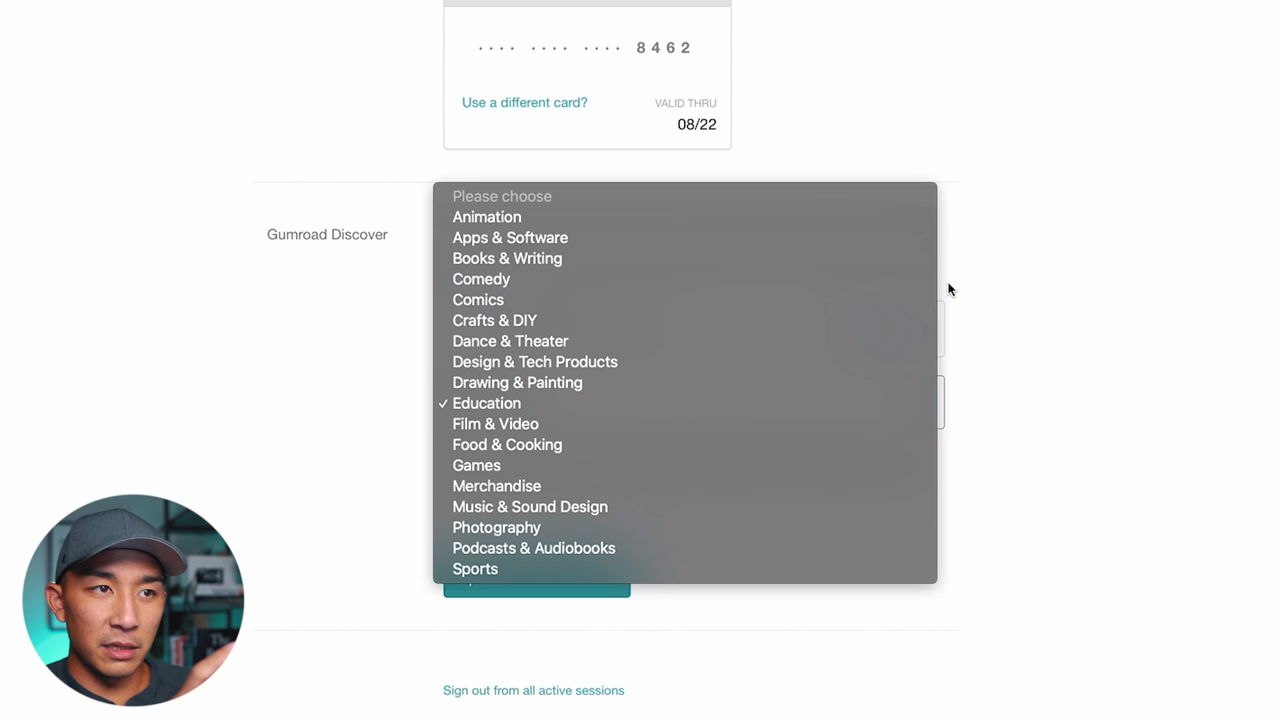 •••• •••• •••• 8462
Use a different card?
VALID THRU
08/22
Gumroad Discover
Please choose
Animation
Apps & Software
Books & Writing
Comedy
Comics
Crafts & DIY
Dance & Theater
Design & Tech Products
Drawing & Painting
✓ Education
Film & Video
Food & Cooking
Games
Merchandise
Music & Sound Design
Photography
Podcasts & Audiobooks
Sports
Sign out from all active sessions